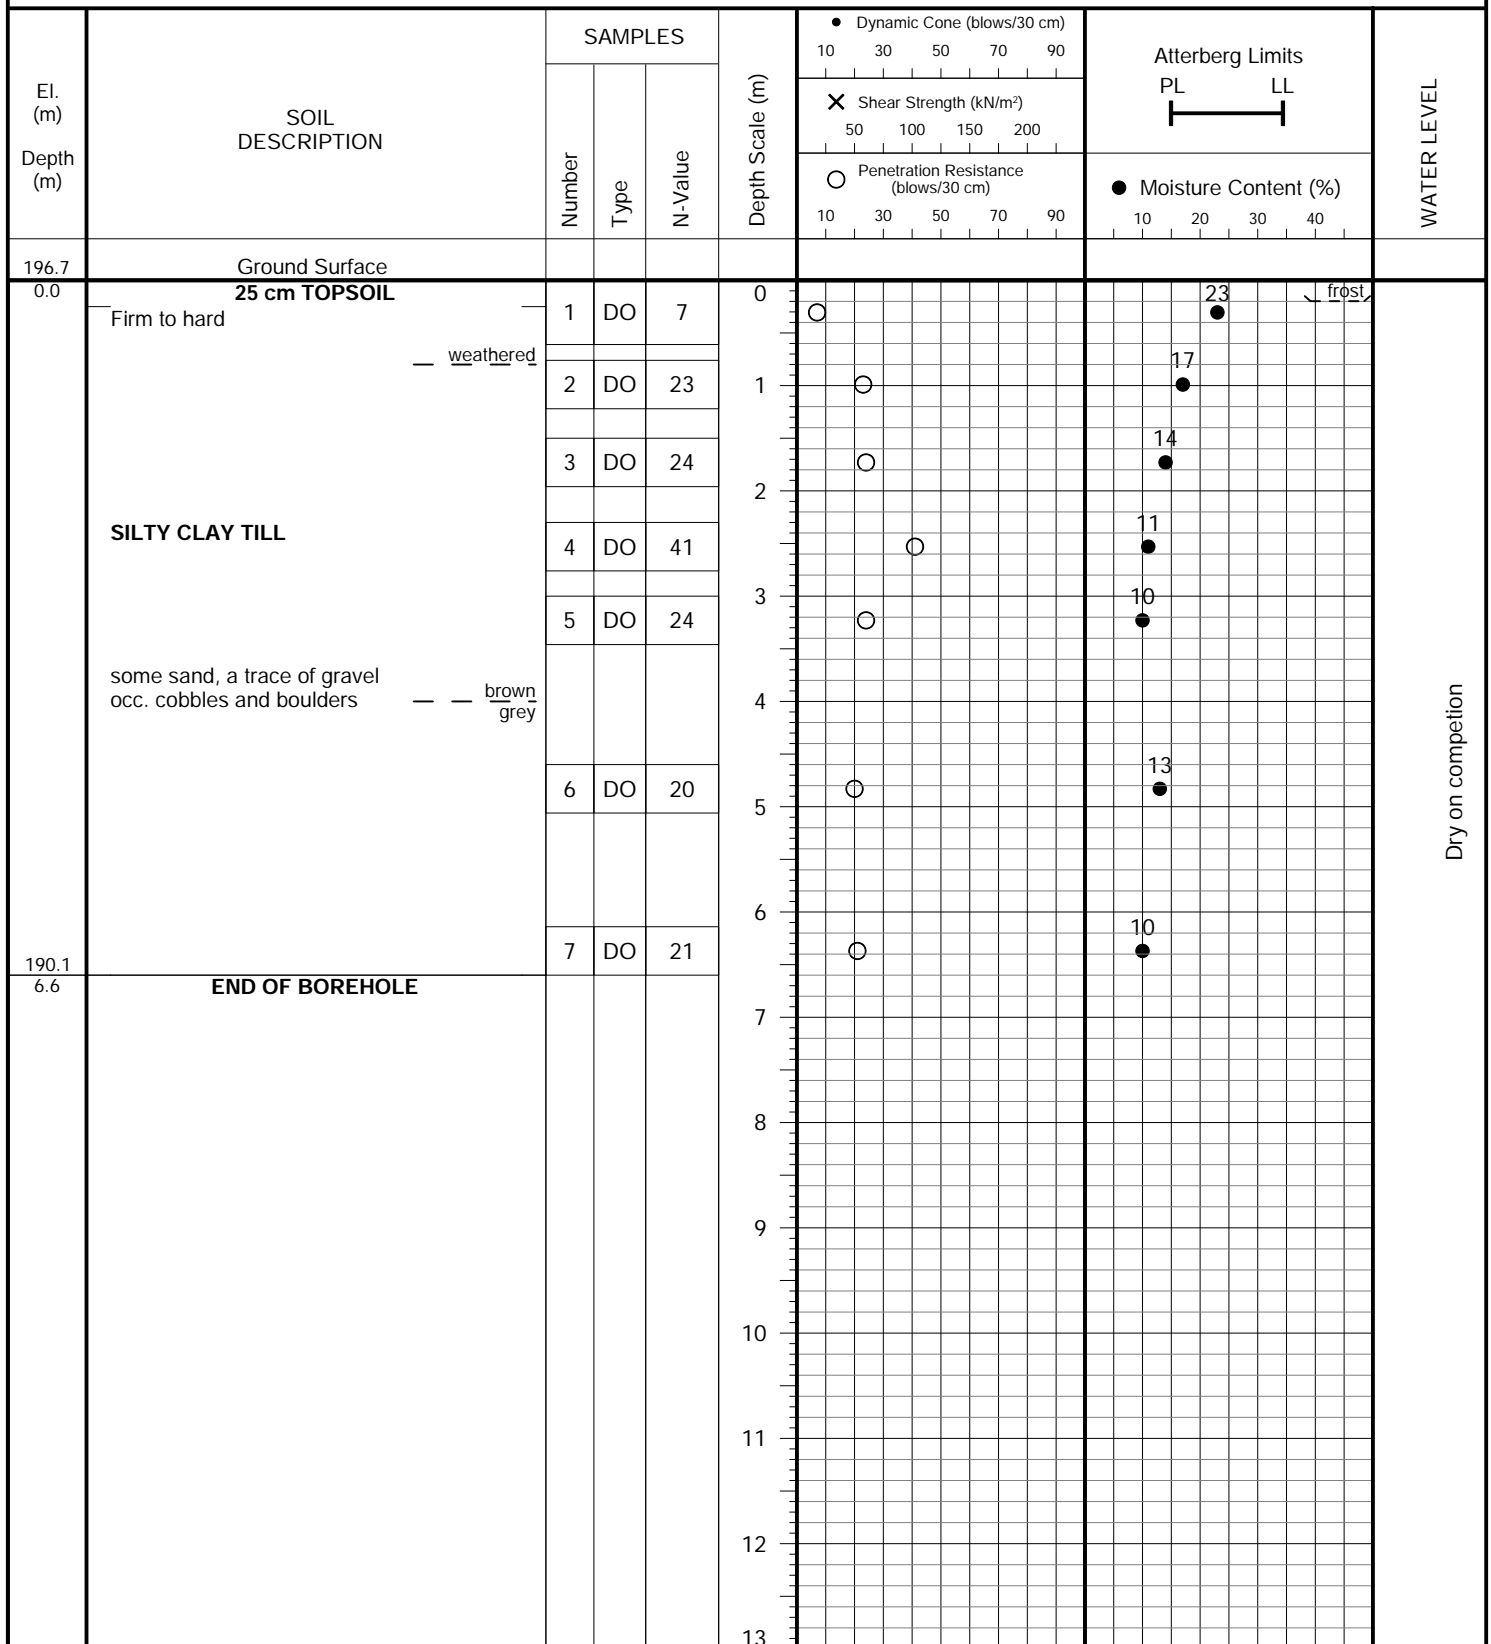 El.
(m)
Depth
(m)
SOIL
DESCRIPTION
SAMPLES
Number
Type
N-Value
Depth Scale (m)
● Dynamic Cone (blows/30 cm)
10 30 50 70 90
✕ Shear Strength (kN/m²)
50 100 150 200
○ Penetration Resistance
(blows/30 cm)
10 30 50 70 90
Atterberg Limits
PL LL
● Moisture Content (%)
10 20 30 40
WATER LEVEL
196.7 Ground Surface
0.0 25 cm TOPSOIL 0 23 frost
Firm to hard 1 DO 7
weathered 17
2 DO 23 1
14
3 DO 24
2
11
SILTY CLAY TILL
4 DO 41
3 10
5 DO 24
some sand, a trace of gravel
occ. cobbles and boulders brown 4
grey
13
6 DO 20
5
Dry on competion
6
10
7 DO 21
190.1
6.6 END OF BOREHOLE
7
8
9
10
11
12
13